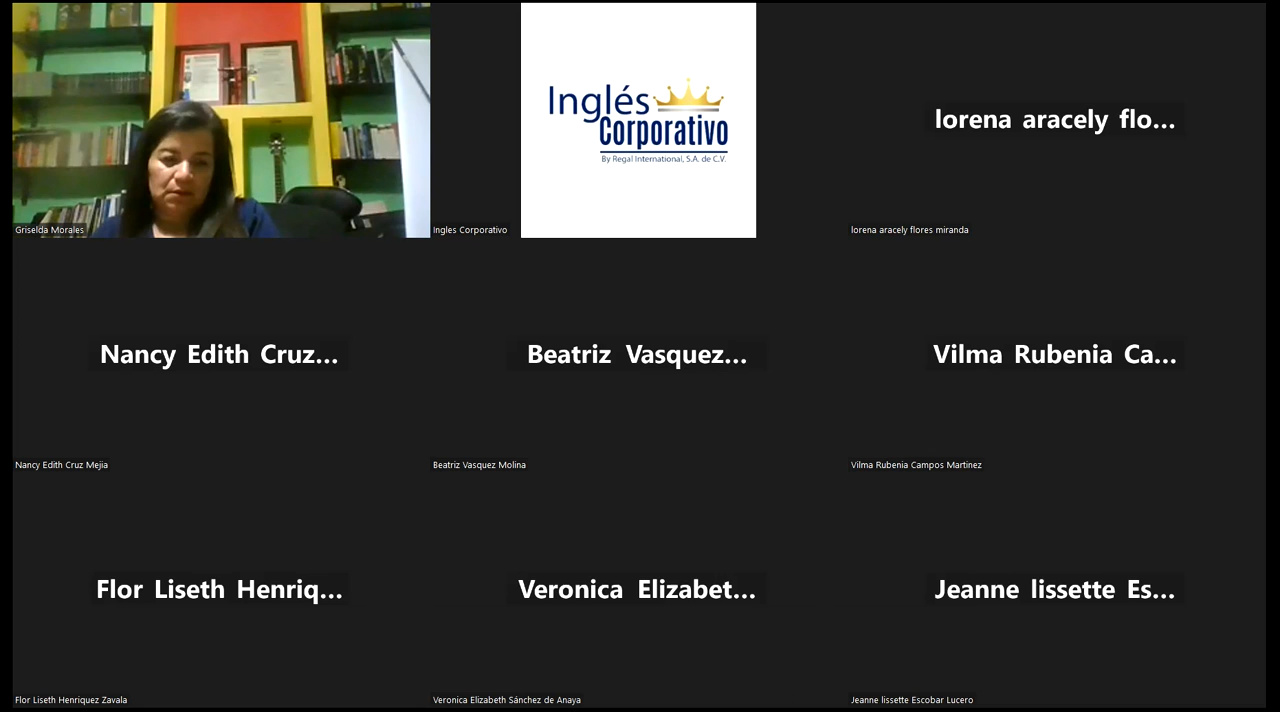 Griselda Morales
Inglés
Corporativo
By Regal International, S.A. de C.V.
Ingles Corporativo
lorena aracely flo...
lorena aracely flores miranda
Nancy Edith Cruz...
Nancy Edith Cruz Mejia
Beatriz Vasquez...
Beatriz Vasquez Molina
Vilma Rubenia Ca...
Vilma Rubenia Campos Martinez
Flor Liseth Henriq...
Flor Liseth Henriquez Zavala
Veronica Elizabet...
Veronica Elizabeth Sánchez de Anaya
Jeanne lissette Es...
Jeanne lissette Escobar Lucero